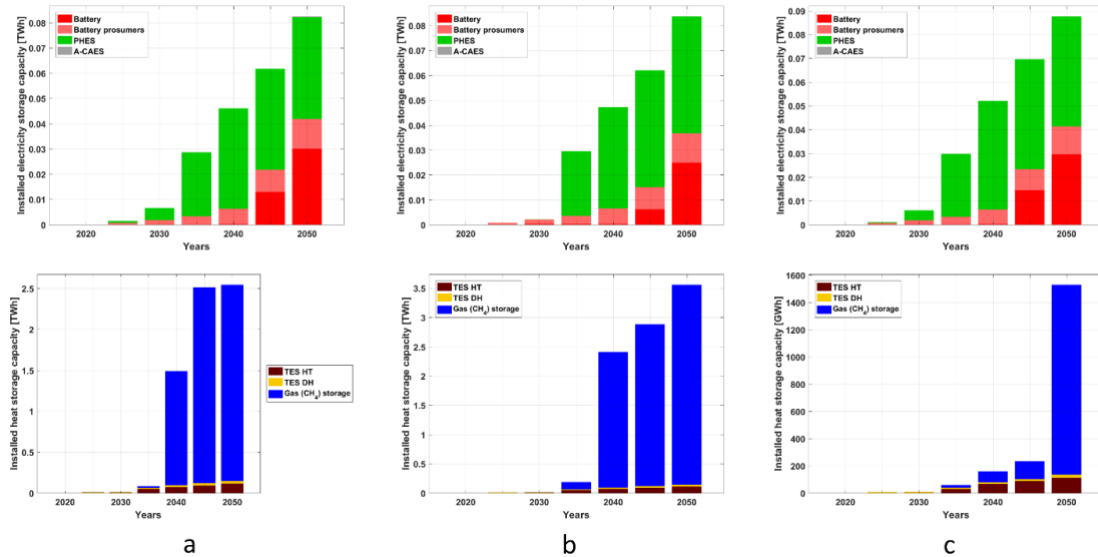 Installed electricity storage capacity [TWh]
0.08
0.07
0.06
0.05
0.04
0.03
0.02
0.01
0
Battery
Battery prosumers
PHES
A-CAES
2020
2030
2040
2050
Years
Installed electricity storage capacity [TWh]
0.08
0.07
0.06
0.05
0.04
0.03
0.02
0.01
0
Battery
Battery prosumers
PHES
A-CAES
2020
2030
2040
2050
Years
Installed electricity storage capacity [TWh]
0.09
0.08
0.07
0.06
0.05
0.04
0.03
0.02
0.01
0
Battery
Battery prosumers
PHES
A-CAES
2020
2030
2040
2050
Years
Installed heat storage capacity [TWh]
2.5
2
1.5
1
0.5
0
TES HT
TES DH
Gas (CH₄) storage
2020
2030
2040
2050
Years
Installed heat storage capacity [TWh]
3.5
3
2.5
2
1.5
1
0.5
0
TES HT
TES DH
Gas (CH₄) storage
2020
2030
2040
2050
Years
Installed heat storage capacity [GWh]
1600
1400
1200
1000
800
600
400
200
0
TES HT
TES DH
Gas (CH₄) storage
2020
2030
2040
2050
Years
a
b
c